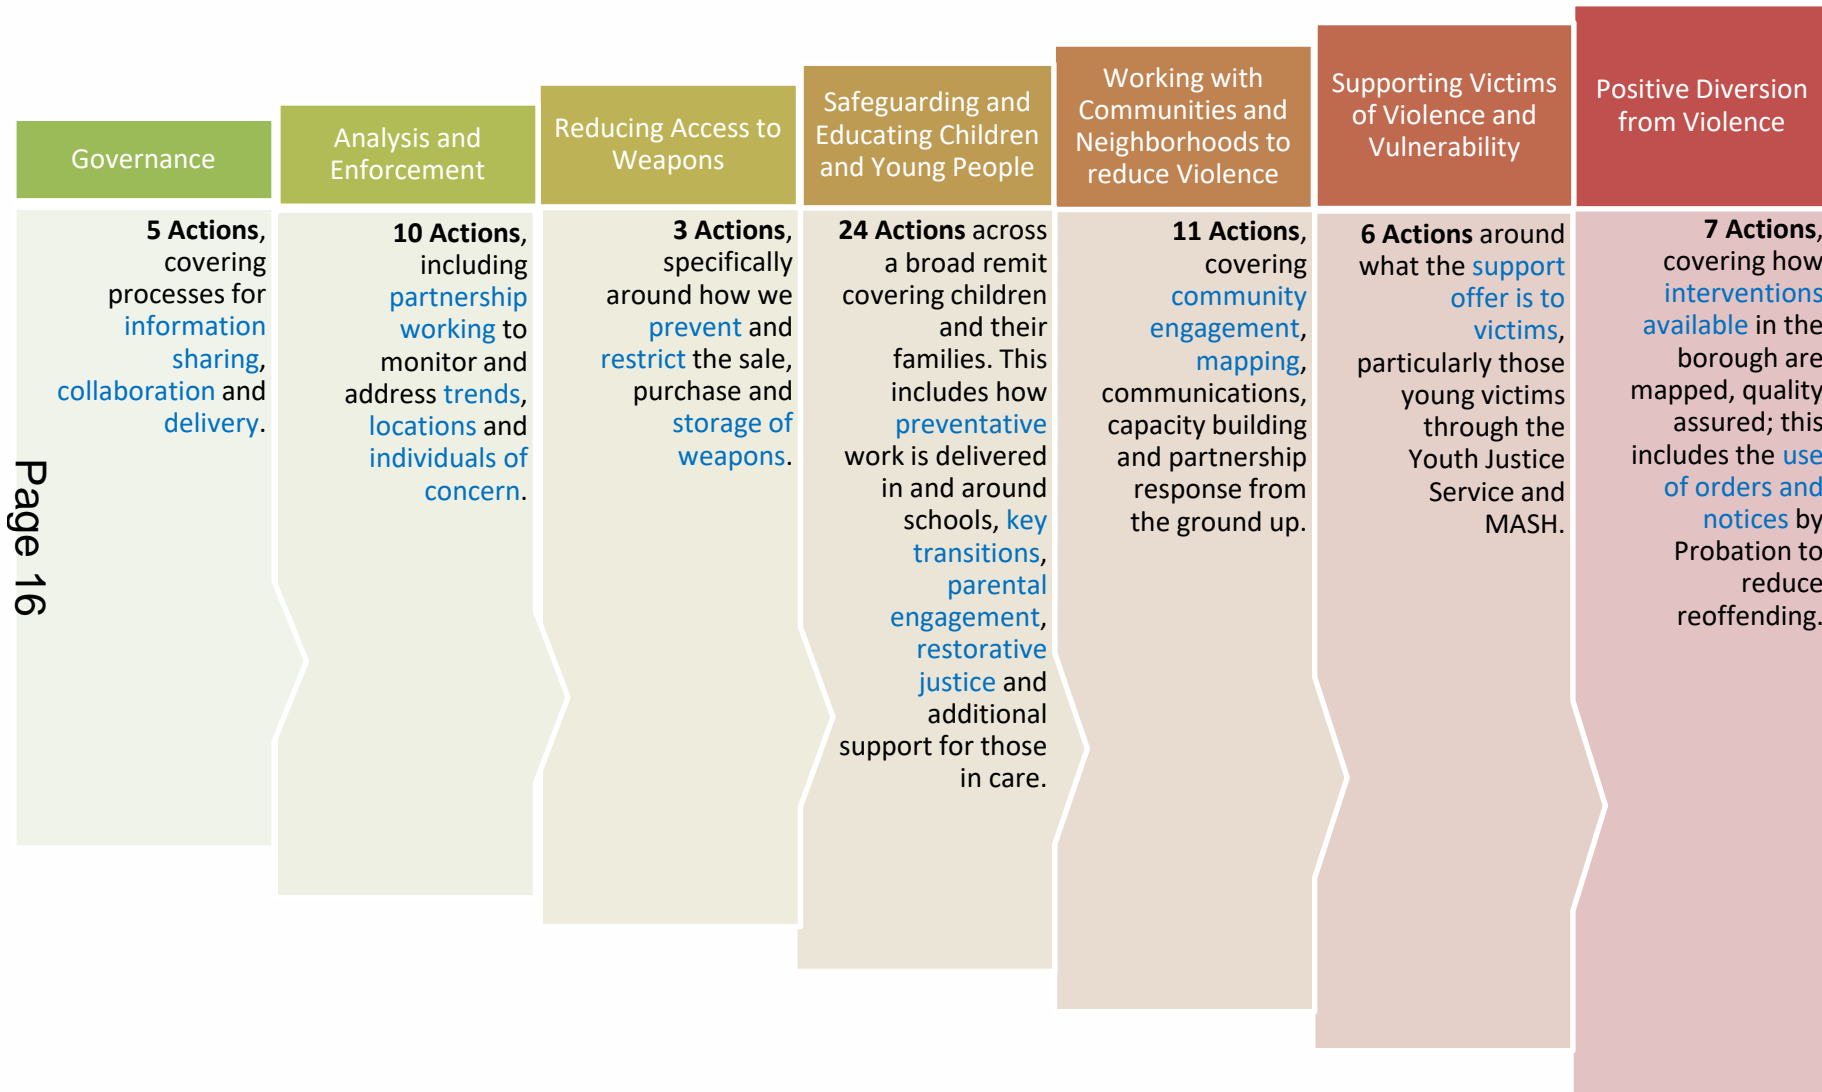 Governance
5 Actions,
covering
processes for
information
sharing,
collaboration and
delivery.
Analysis and
Enforcement
10 Actions,
including
partnership
working to
monitor and
address trends,
locations and
individuals of
concern.
Reducing Access to
Weapons
3 Actions,
specifically
around how we
prevent and
restrict the sale,
purchase and
storage of
weapons.
Safeguarding and
Educating Children
and Young People
24 Actions across
a broad remit
covering children
and their
families. This
includes how
preventative
work is delivered
in and around
schools, key
transitions,
parental
engagement,
restorative
justice and
additional
support for those
in care.
Working with
Communities and
Neighborhoods to
reduce Violence
11 Actions,
covering
community
engagement,
mapping,
communications,
capacity building
and partnership
response from
the ground up.
Supporting Victims
of Violence and
Vulnerability
6 Actions around
what the support
offer is to
victims,
particularly those
young victims
through the
Youth Justice
Service and
MASH.
Positive Diversion
from Violence
7 Actions,
covering how
interventions
available in the
borough are
mapped, quality
assured; this
includes the use
of orders and
notices by
Probation to
reduce
reoffending.
Page 16